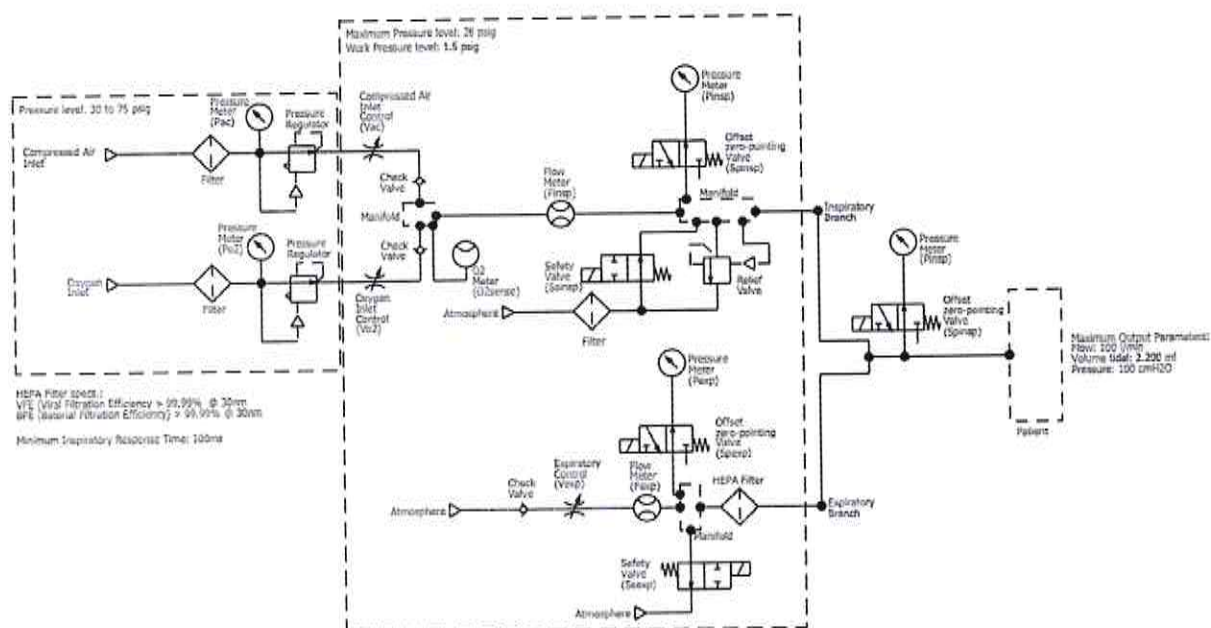 Maximum Pressure level: 26 psig
Work Pressure level: 1.5 psig
Pressure level: 30 to 75 psig
Pressure
Meter
(Pac)
Pressure
Regulator
Compressed Air
Inlet
Filter
Compressed Air
Inlet
Control
(Vac)
Check
Valve
Manifold
Pressure
Meter
(Po2)
Pressure
Regulator
Oxygen
Inlet
Filter
Check
Valve
Oxygen
Inlet
Control
(Vo2)
O2
Meter
(O2sense)
Flow
Meter
(Finsp)
Pressure
Meter
(Pinsp)
Offset
zero-pointing
Valve
(Spinsp)
Manifold
Inspiratory
Branch
Safety
Valve
Relief
Valve
Atmosphere
Filter
Pressure
Meter
(Pinsp)
Offset
zero-pointing
Valve
Maximum Output Parameters:
Flow: 100 l/min
Volume tidal: 2.200 ml
Pressure: 100 cmH2O
Patient
HEPA Filter specs.:
VFE (Viral Filtration Efficiency > 99.99% @ 30nm
BFE (Baterial Filtration Efficiency) > 99.99% @ 30nm
Minimum Inspiratory Response Time: 100ms
Pressure
Meter
(Pexp)
Offset
zero-pointing
Valve
(Spexp)
Expiratory
Control
(Vexp)
Flow
Meter
(Fexp)
HEPA Filter
Check
Valve
Atmosphere
Manifold
Expiratory
Branch
Safety
Valve
Atmosphere